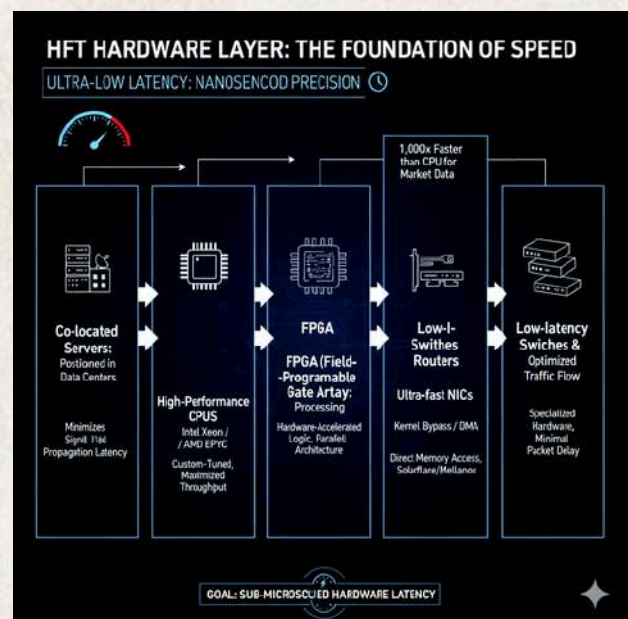 HFT HARDWARE LAYER: THE FOUNDATION OF SPEED
ULTRA-LOW LATENCY: NANOSENCOD PRECISION
1,000x Faster
than CPU for
Market Data
Co-located
Servers:
Postioned in
Data Centers
Minimizes
Propagation Latency
High-Performance
CPUS
Intel Xeon /
/ AMD EPYC
Custom-Tuned,
Maximized
Throughput
FPGA
FPGA (Field-
-Programable
Gate Artay:
Processing
Hardware-Accelerated
Logic, Parallel
Architecture
Low-I-
Swithes
Routers
Ultra-fast NICs
Kernel Bypass / DMA
Direct Memory Access,
Solarflare/Mellanox
Low-latency
Swiches &
Optimized
Traffic Flow
Specialized
Hardware,
Minimal
Packet Delay
GOAL: SUB-MICROSCUED HARDWARE LATENCY